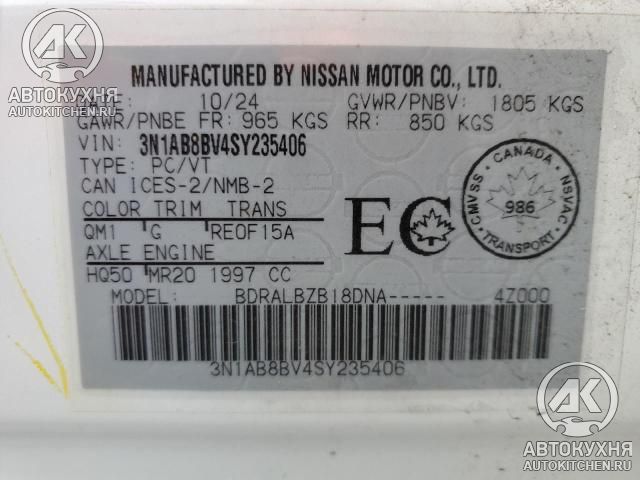 MANUFACTURED BY NISSAN MOTOR CO., LTD.
DATE: 10/24 GVWR/PNBV: 1805 KGS
GAWR/PNBE FR: 965 KGS RR: 850 KGS
VIN: 3N1AB8BV4SY235406
TYPE: PC/VT
CAN ICES-2/NMB-2
COLOR TRIM TRANS
QM1 G RE0F15A
AXLE ENGINE
HQ50 MR20 1997 CC
EC
CANADA
CMVSS
986
NSVAC
TRANSPORT
MODEL: BDRALBZB18DNA----- 4Z000
3N1AB8BV4SY235406
AK
АВТОКУХНЯ
AUTOKITCHEN.RU
AK
АВТОКУХНЯ
AUTOKITCHEN.RU